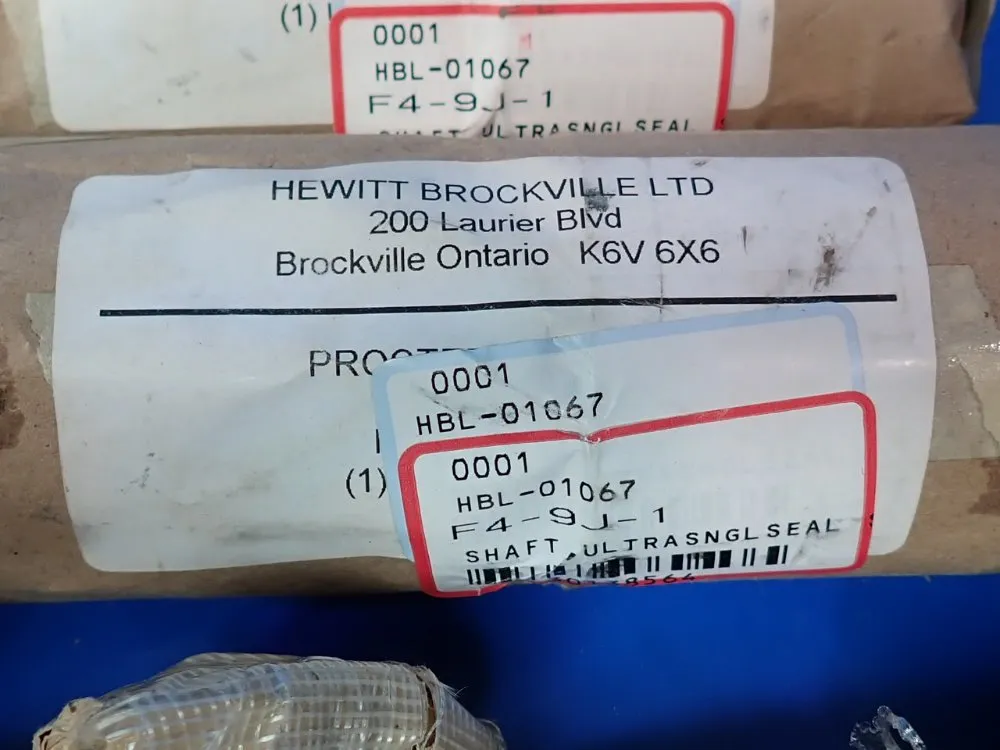 (1)
0001
HBL-01067
F4-9J-1
SHAFT, ULTRASNGL SEAL
HEWITT BROCKVILLE LTD
200 Laurier Blvd
Brockville Ontario K6V 6X6
0001
HBL-01067
(1)
0001
HBL-01067
F4-9J-1
SHAFT, ULTRASNGL SEAL